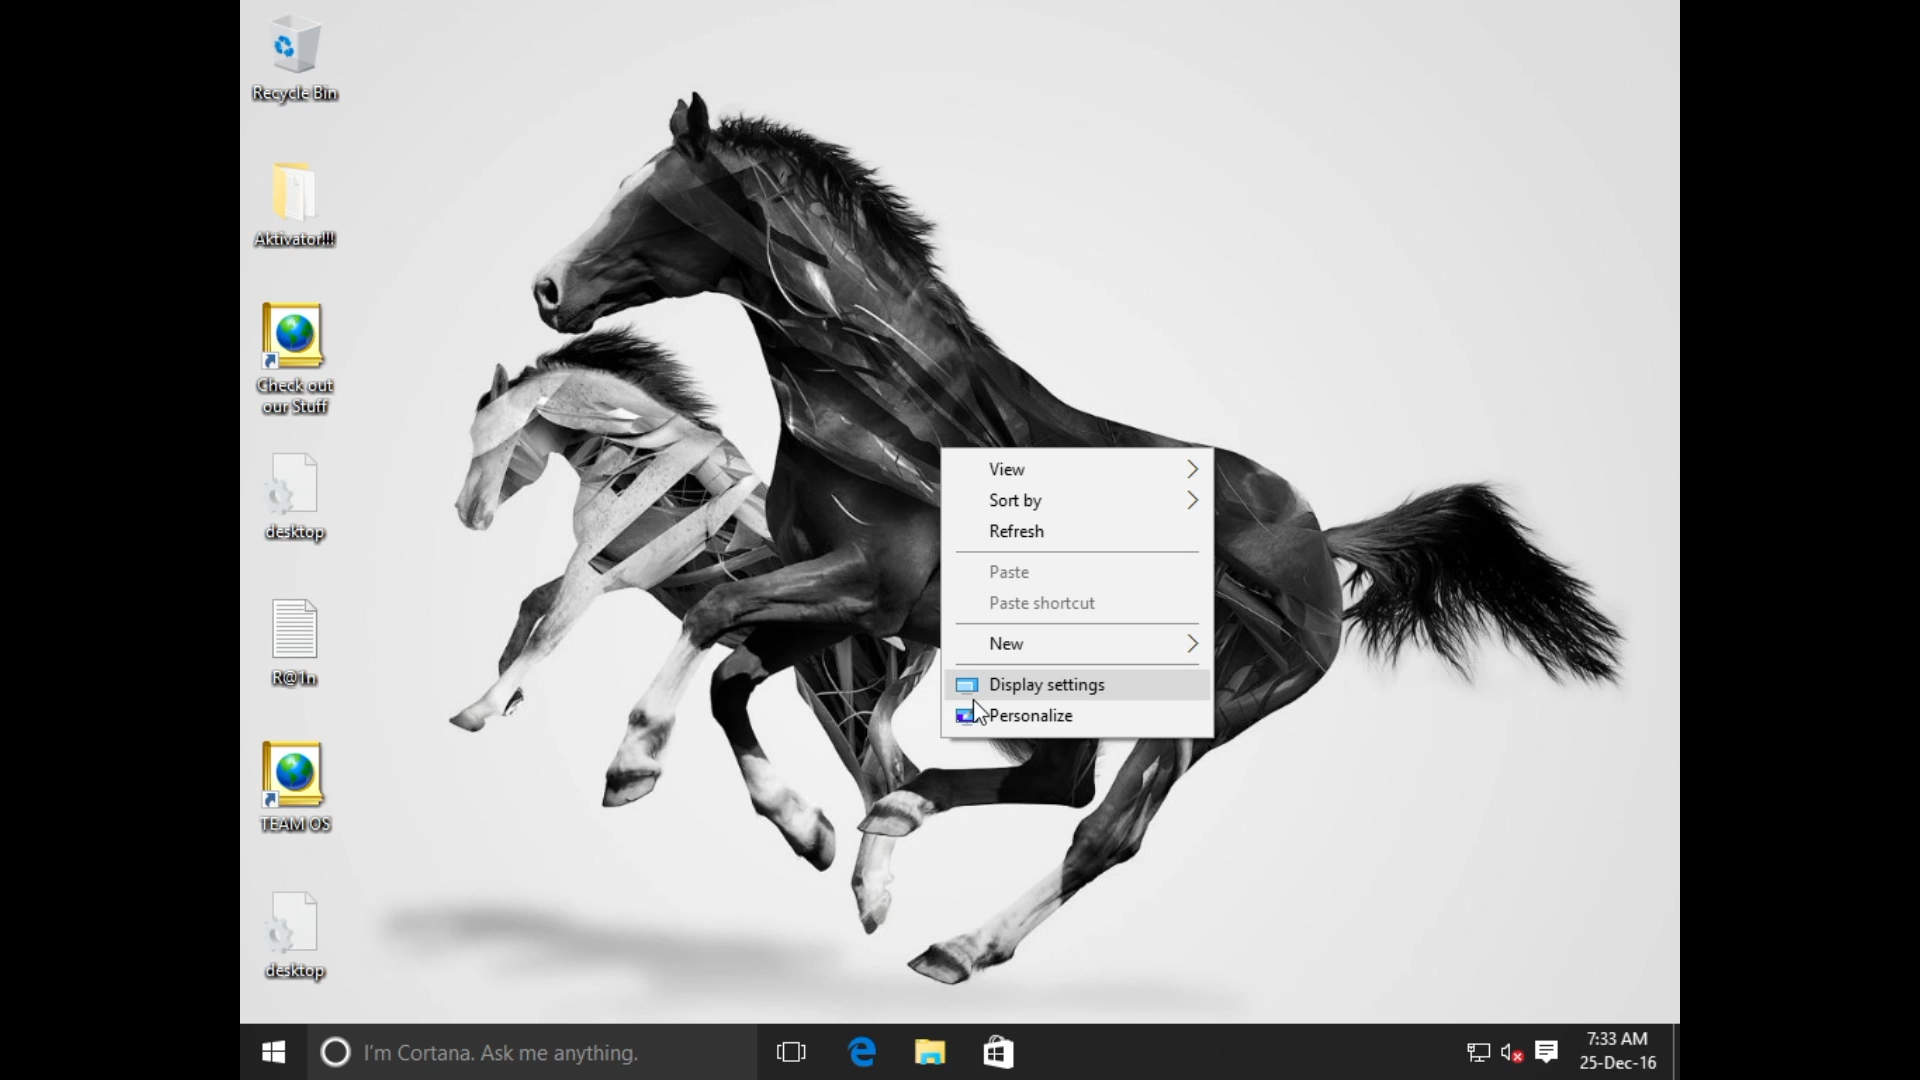 Recycle Bin
Aktivator!!!
Check out
our Stuff
desktop
R@1n
TEAM OS
desktop
View
Sort by
Refresh
Paste
Paste shortcut
New
Display settings
Personalize
I'm Cortana. Ask me anything.
7:33 AM
25-Dec-16